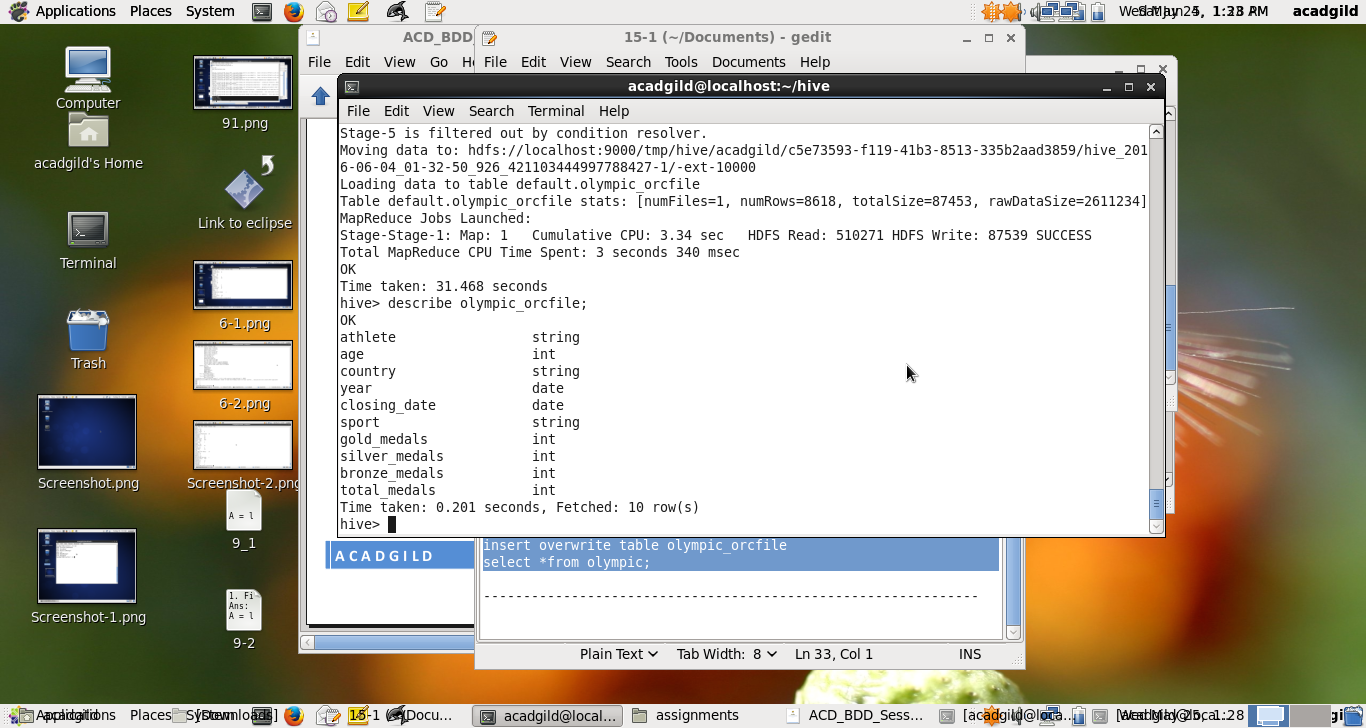 Applications Places System
1:28 PM acadgild
Computer
acadgild's Home
Terminal
Trash
Screenshot.png
Screenshot-1.png
91.png
Link to eclipse
6-1.png
6-2.png
Screenshot-2.png
A = l
9_1
1. Fi
Ans:
A = l
9-2
ACD_BDD_
File Edit View Go
15-1 (~/Documents) - gedit
File Edit View Search Tools Documents Help
acadgild@localhost:~/hive
File Edit View Search Terminal Help
Stage-5 is filtered out by condition resolver.
Moving data to: hdfs://localhost:9000/tmp/hive/acadgild/c5e73593-f119-41b3-8513-335b2aad3859/hive_201
6-06-04_01-32-50_926_421103444997788427-1/-ext-10000
Loading data to table default.olympic_orcfile
Table default.olympic_orcfile stats: [numFiles=1, numRows=8618, totalSize=87453, rawDataSize=2611234]
MapReduce Jobs Launched:
Stage-Stage-1: Map: 1   Cumulative CPU: 3.34 sec   HDFS Read: 510271 HDFS Write: 87539 SUCCESS
Total MapReduce CPU Time Spent: 3 seconds 340 msec
OK
Time taken: 31.468 seconds
hive> describe olympic_orcfile;
OK
athlete string
age int
country string
year date
closing_date date
sport string
gold_medals int
silver_medals int
bronze_medals int
total_medals int
Time taken: 0.201 seconds, Fetched: 10 row(s)
hive>
ACADGILD
insert overwrite table olympic_orcfile
select *from olympic;
-------------------------------------------------------------
Plain Text Tab Width: 8 Ln 33, Col 1 INS
Applications Places System
15-1 (~/Docu...
acadgild@local...
assignments
ACD_BDD_Sess...
[acadgild@loca...
1:28